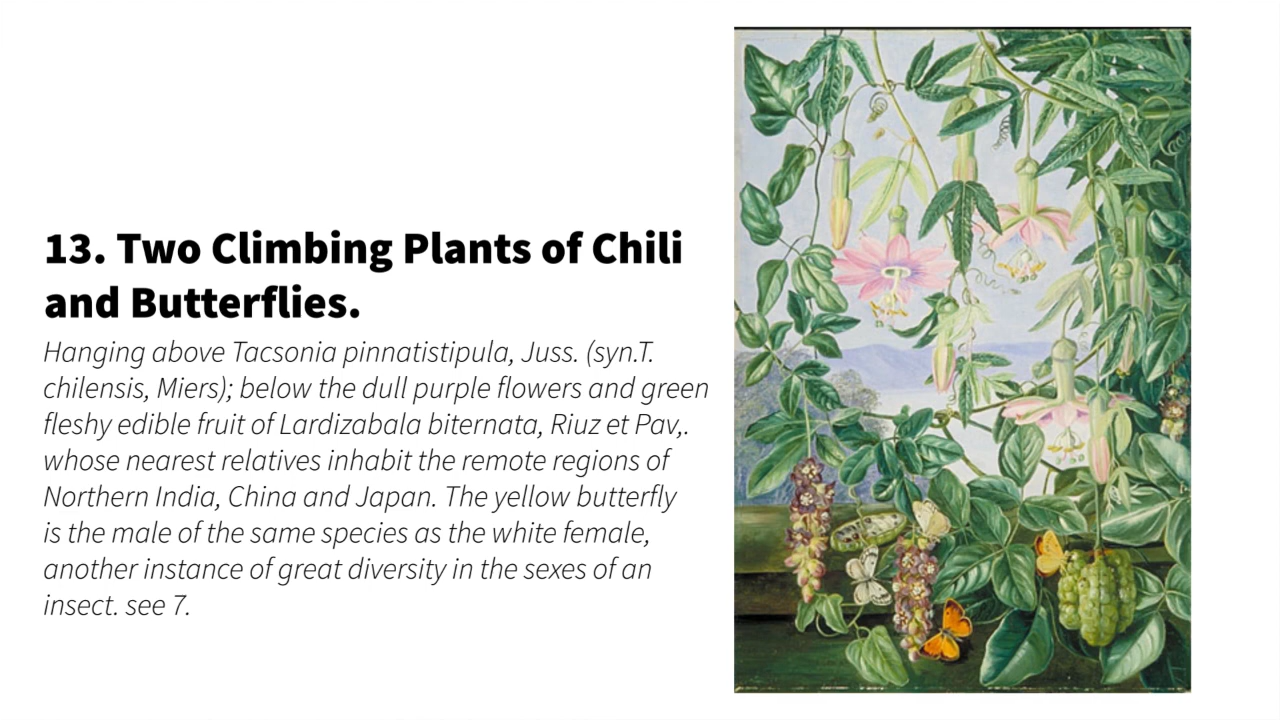 13. Two Climbing Plants of Chili
and Butterflies.
Hanging above Tacsonia pinnatistipula, Juss. (syn.T.
chilensis, Miers); below the dull purple flowers and green
fleshy edible fruit of Lardizabala biternata, Riuz et Pav,.
whose nearest relatives inhabit the remote regions of
Northern India, China and Japan. The yellow butterfly
is the male of the same species as the white female,
another instance of great diversity in the sexes of an
insect. see 7.